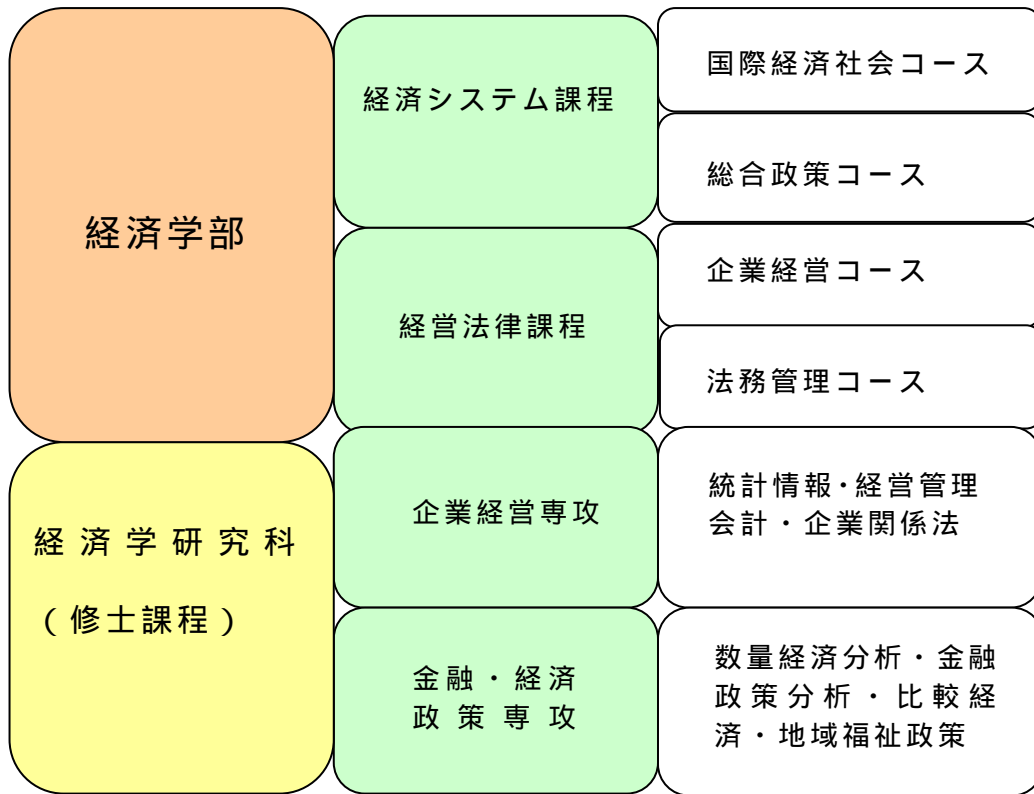 経済学部
経済システム課程
国際経済社会コース
総合政策コース
経営法律課程
企業経営コース
法務管理コース
経済学研究科
(修士課程)
企業経営専攻
統計情報・経営管理
会計・企業関係法
金融・経済
政策専攻
数量経済分析・金融
政策分析・比較経
済・地域福祉政策